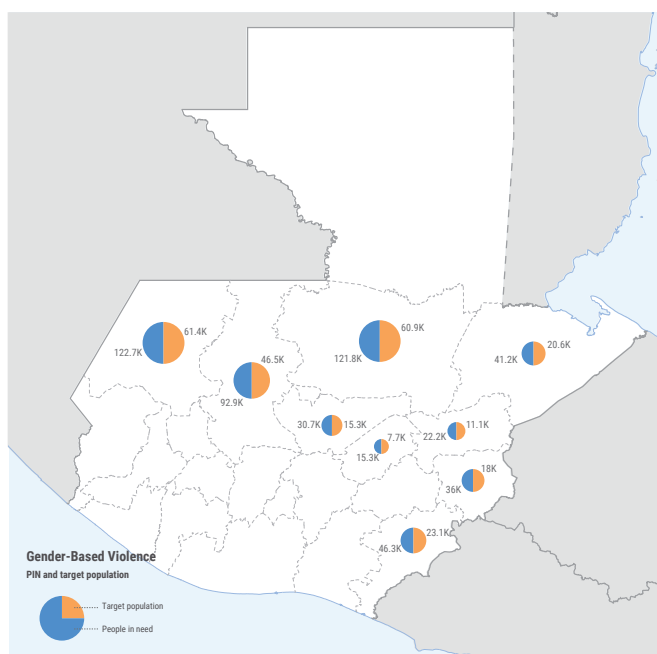 61.4K
60.9K
122.7K
121.8K
20.6K
41.2K
46.5K
92.9K
30.7K
15.3K
11.1K
22.2K
7.7K
15.3K
18K
36K
23.1K
46.3K
Gender-Based Violence
PIN and target population
Target population
People in need